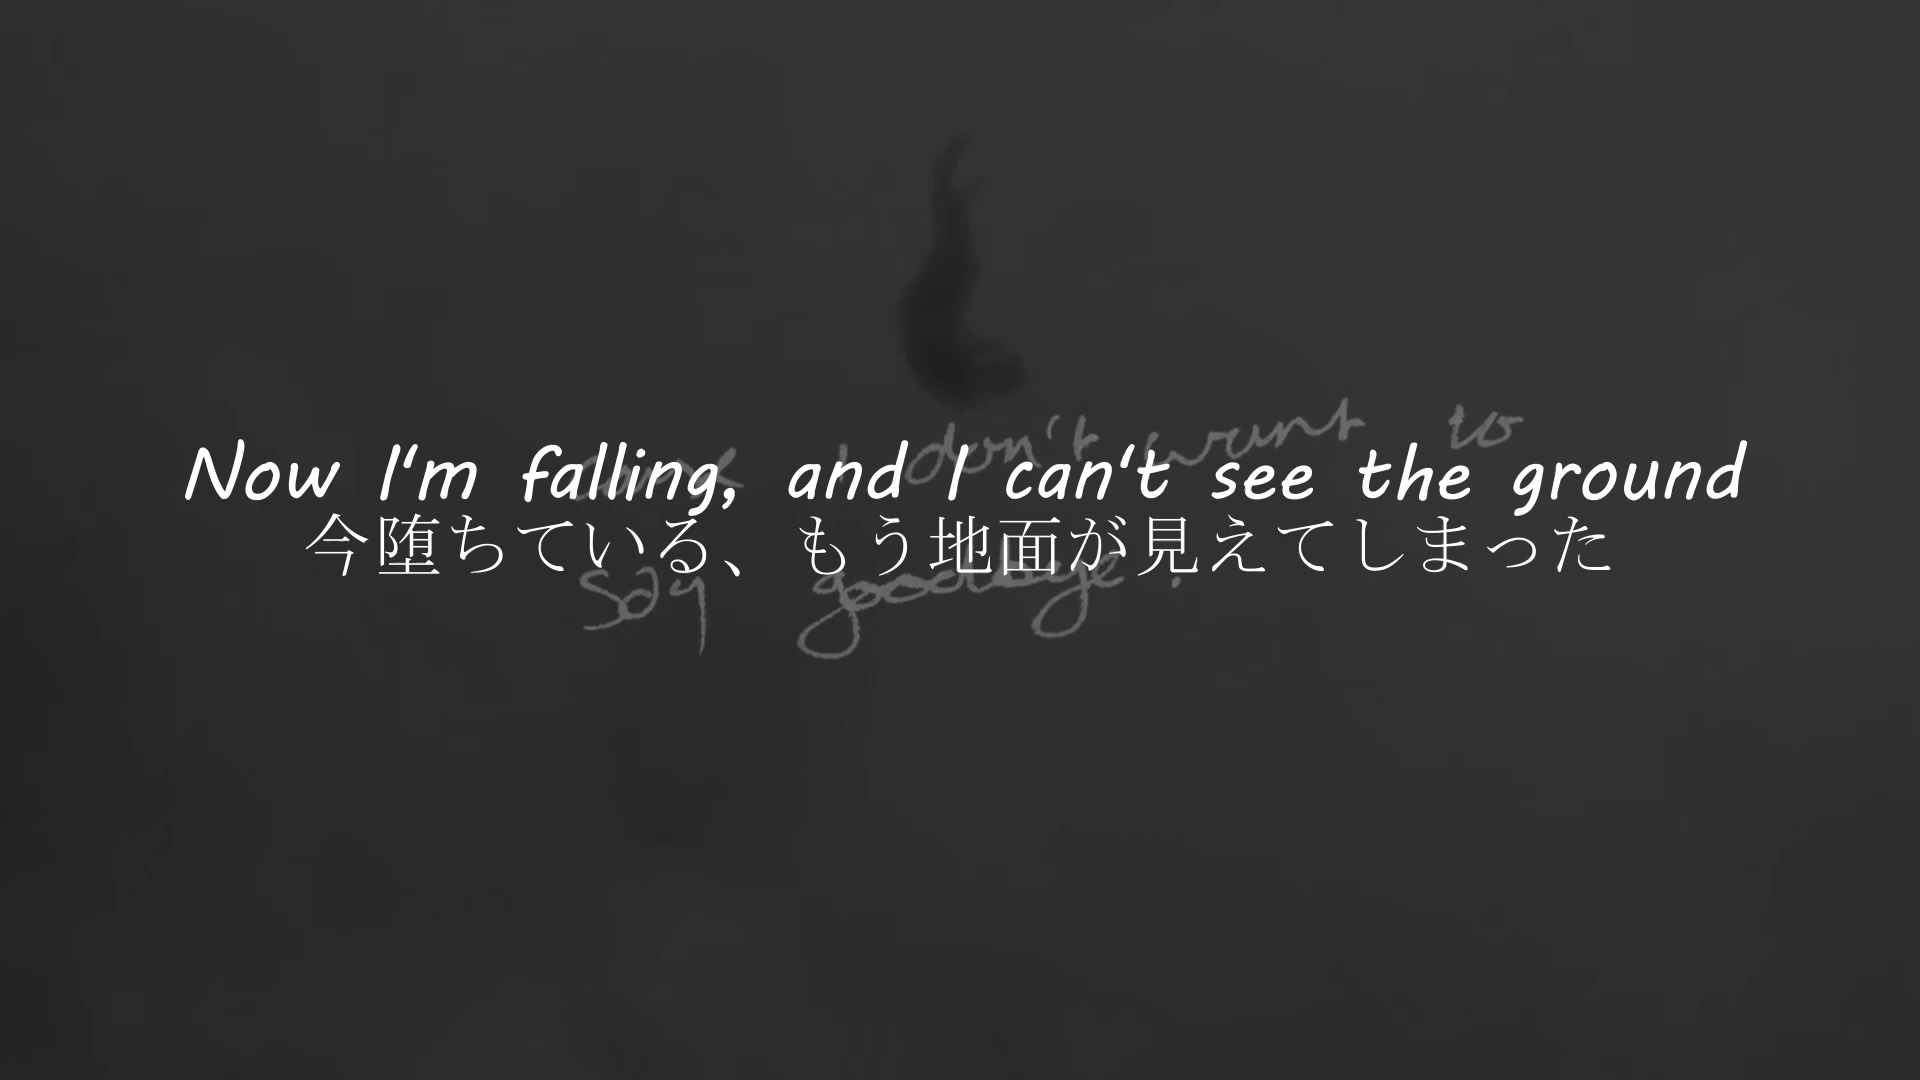 Now I'm falling, and I can't see the ground
今堕ちている、もう地面が見えてしまった
don't want to
say goodbye.